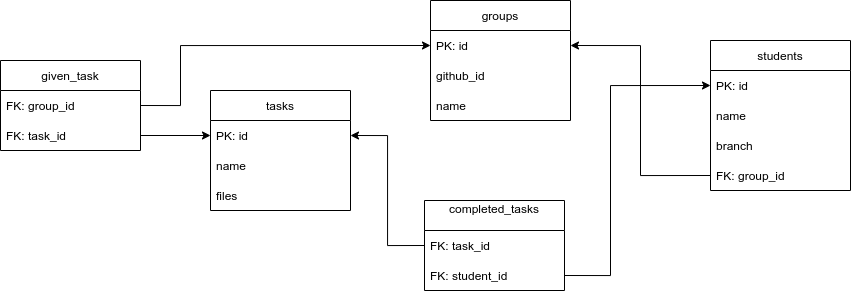 groups
PK: id
github_id
name
students
PK: id
name
branch
FK: group_id
given_task
FK: group_id
FK: task_id
tasks
PK: id
name
files
completed_tasks
FK: task_id
FK: student_id